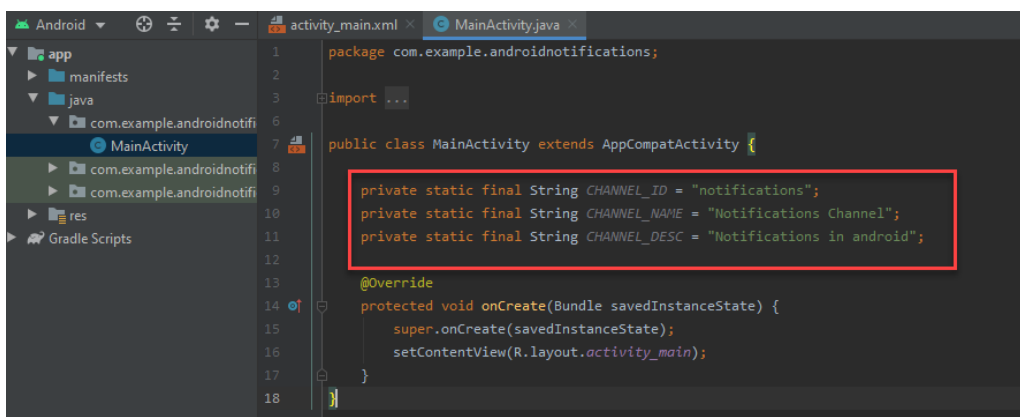 Android
activity_main.xml
MainActivity.java
app
manifests
java
com.example.androidnotifi
MainActivity
com.example.androidnotifi
com.example.androidnotifi
res
Gradle Scripts
1 package com.example.androidnotifications;
2
3 import ...
6
7 public class MainActivity extends AppCompatActivity {
8
9 private static final String CHANNEL_ID = "notifications";
10 private static final String CHANNEL_NAME = "Notifications Channel";
11 private static final String CHANNEL_DESC = "Notifications in android";
12
13 @Override
14 protected void onCreate(Bundle savedInstanceState) {
15 super.onCreate(savedInstanceState);
16 setContentView(R.layout.activity_main);
17 }
18 }